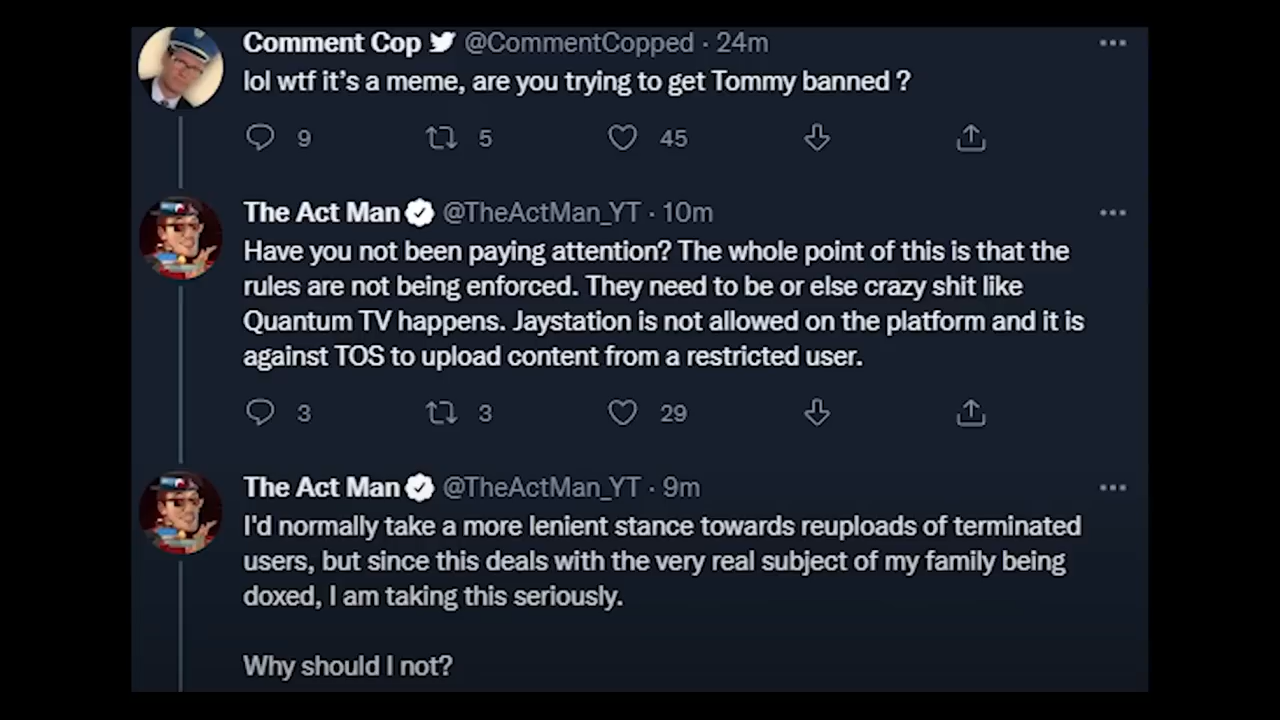 Comment Cop @CommentCopped · 24m
lol wtf it’s a meme, are you trying to get Tommy banned ?
9 5 45
The Act Man @TheActMan_YT · 10m
Have you not been paying attention? The whole point of this is that the
rules are not being enforced. They need to be or else crazy shit like
Quantum TV happens. Jaystation is not allowed on the platform and it is
against TOS to upload content from a restricted user.
3 3 29
The Act Man @TheActMan_YT · 9m
I'd normally take a more lenient stance towards reuploads of terminated
users, but since this deals with the very real subject of my family being
doxed, I am taking this seriously.
Why should I not?